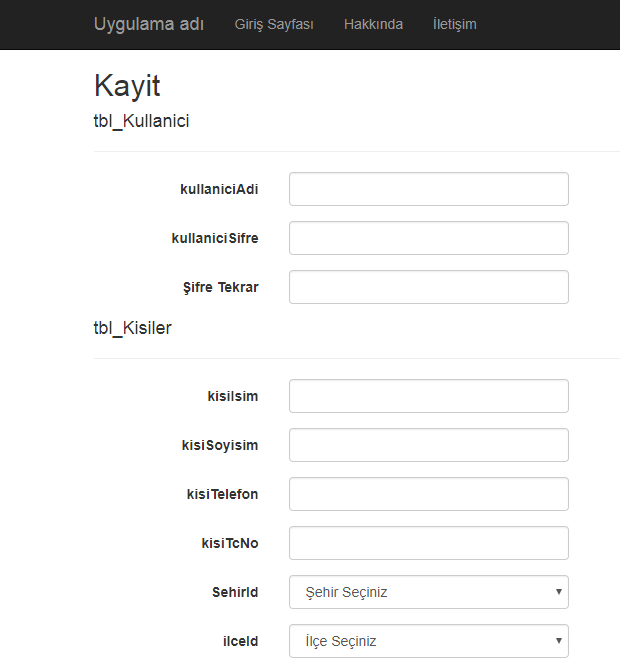 Uygulama adı Giriş Sayfası Hakkında İletişim
Kayit
tbl_Kullanici
kullaniciAdi
kullaniciSifre
Şifre Tekrar
tbl_Kisiler
kisiIsim
kisiSoyisim
kisiTelefon
kisiTcNo
SehirId Şehir Seçiniz
ilceId İlçe Seçiniz